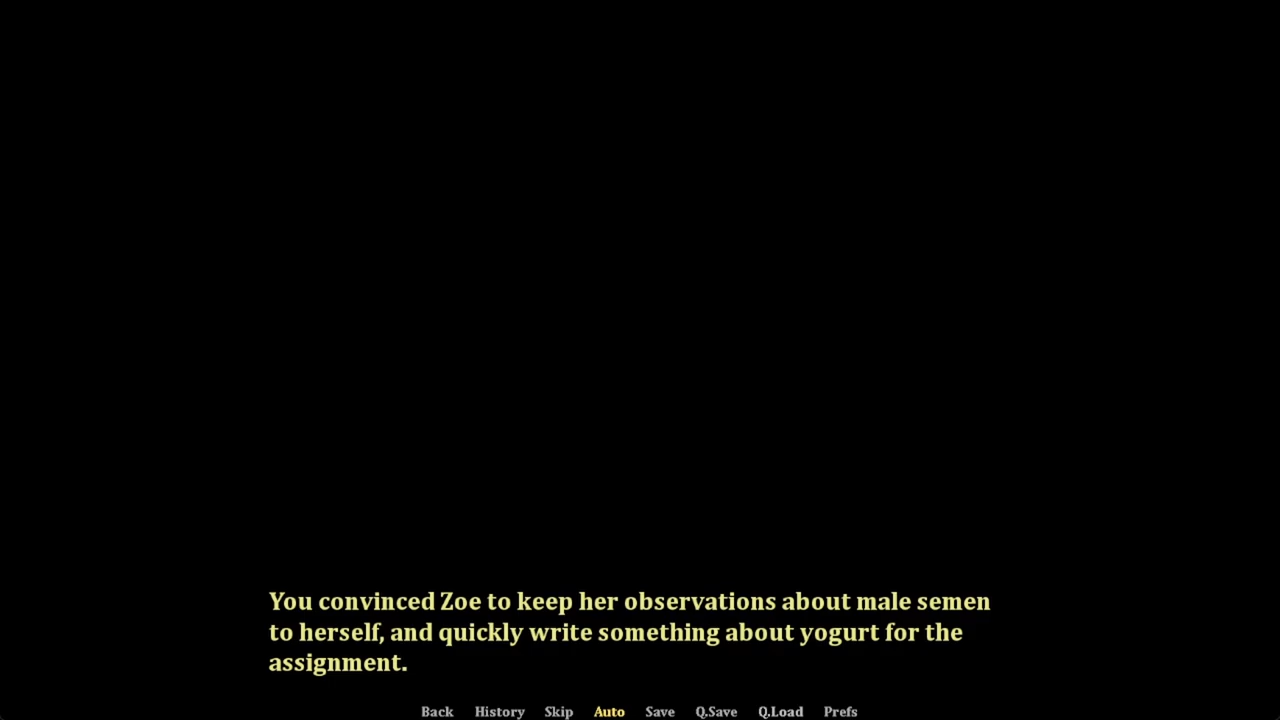 You convinced Zoe to keep her observations about male semen
to herself, and quickly write something about yogurt for the
assignment.
Back History Skip Auto Save Q.Save Q.Load Prefs